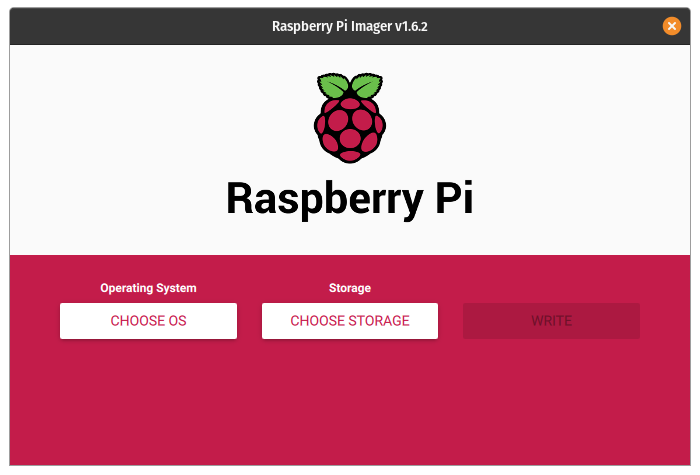 Raspberry Pi Imager v1.6.2
Raspberry Pi
Operating System
Storage
CHOOSE OS
CHOOSE STORAGE
WRITE